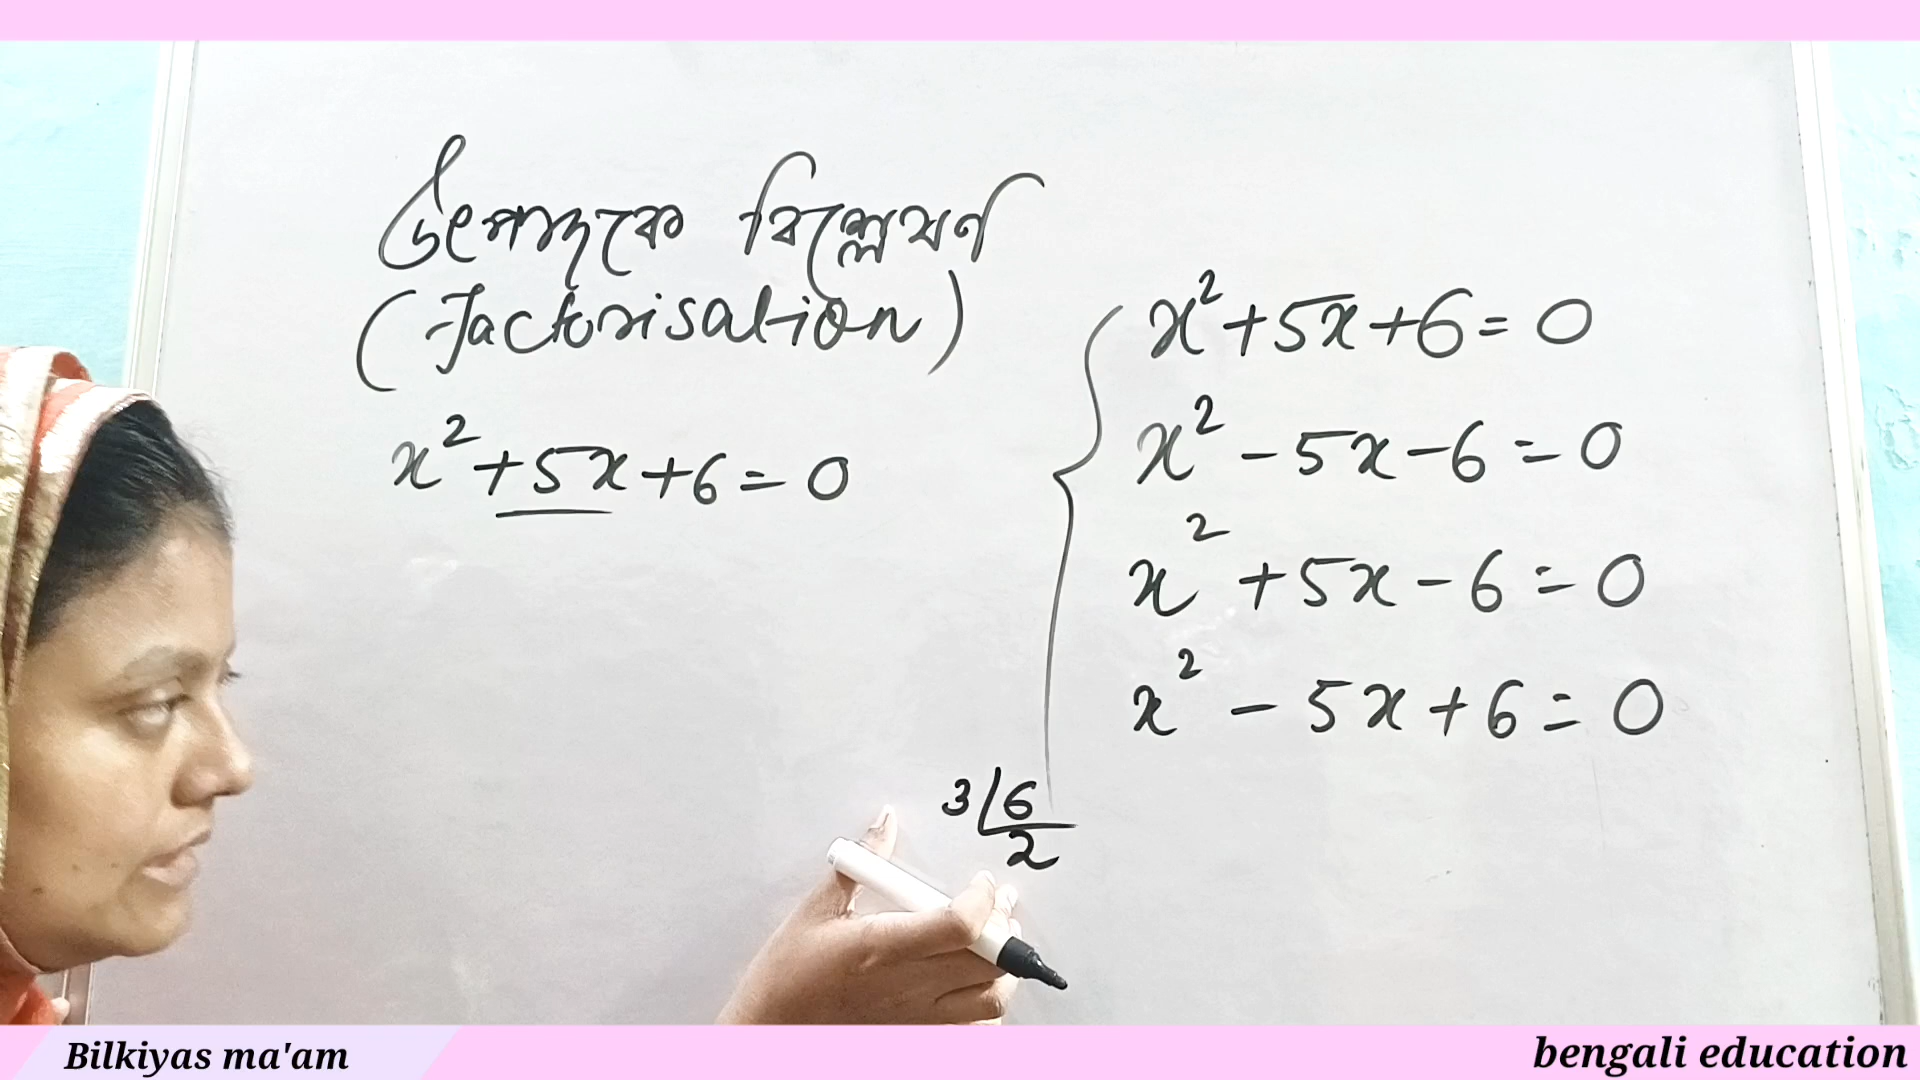 উৎপাদকে বিশ্লেষণ
(Factorisation)
x² + 5x + 6 = 0
x² + 5x + 6 = 0
x² - 5x - 6 = 0
x² + 5x - 6 = 0
x² - 5x + 6 = 0
3 | 6
2
Bilkiyas ma'am
bengali education